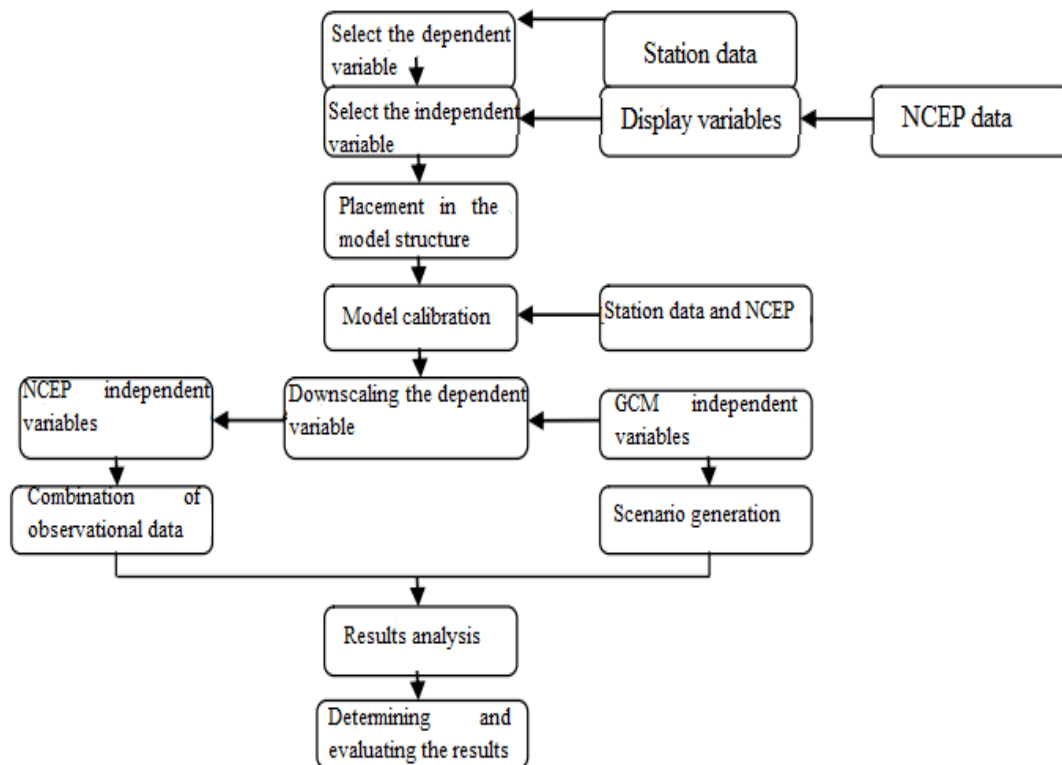 Select the dependent
variable
Station data
Select the independent
variable
Display variables
NCEP data
Placement in the
model structure
Model calibration
Station data and NCEP
NCEP independent
variables
Downscaling the dependent
variable
GCM independent
variables
Combination of
observational data
Scenario generation
Results analysis
Determining and
evaluating the results